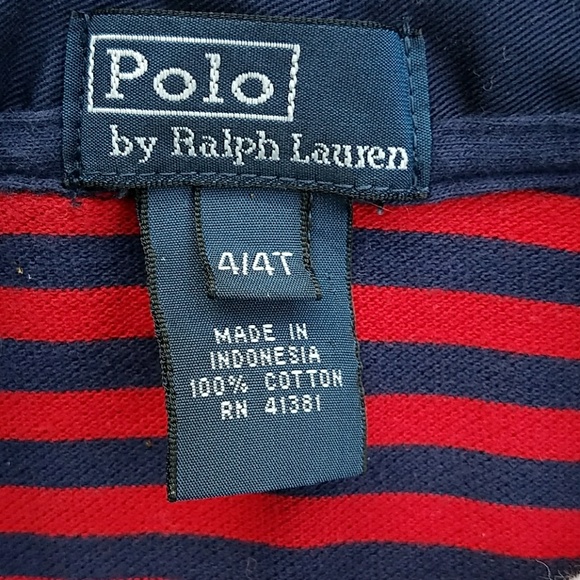 Polo
by Ralph Lauren
4/4T
MADE IN
INDONESIA
100% COTTON
RN 41381